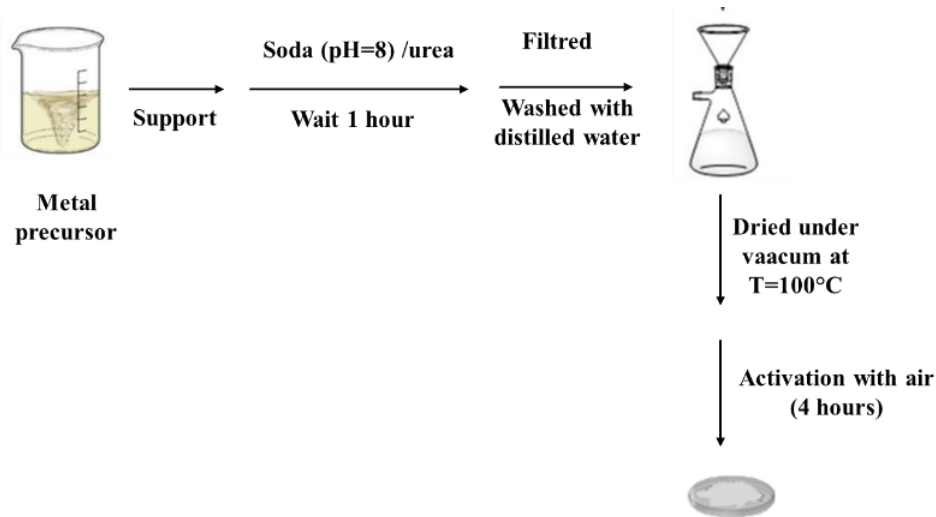 Soda (pH=8) /urea
Filtred
Support
Wait 1 hour
Washed with
distilled water
Metal
precursor
Dried under
vaacum at
T=100°C
Activation with air
(4 hours)